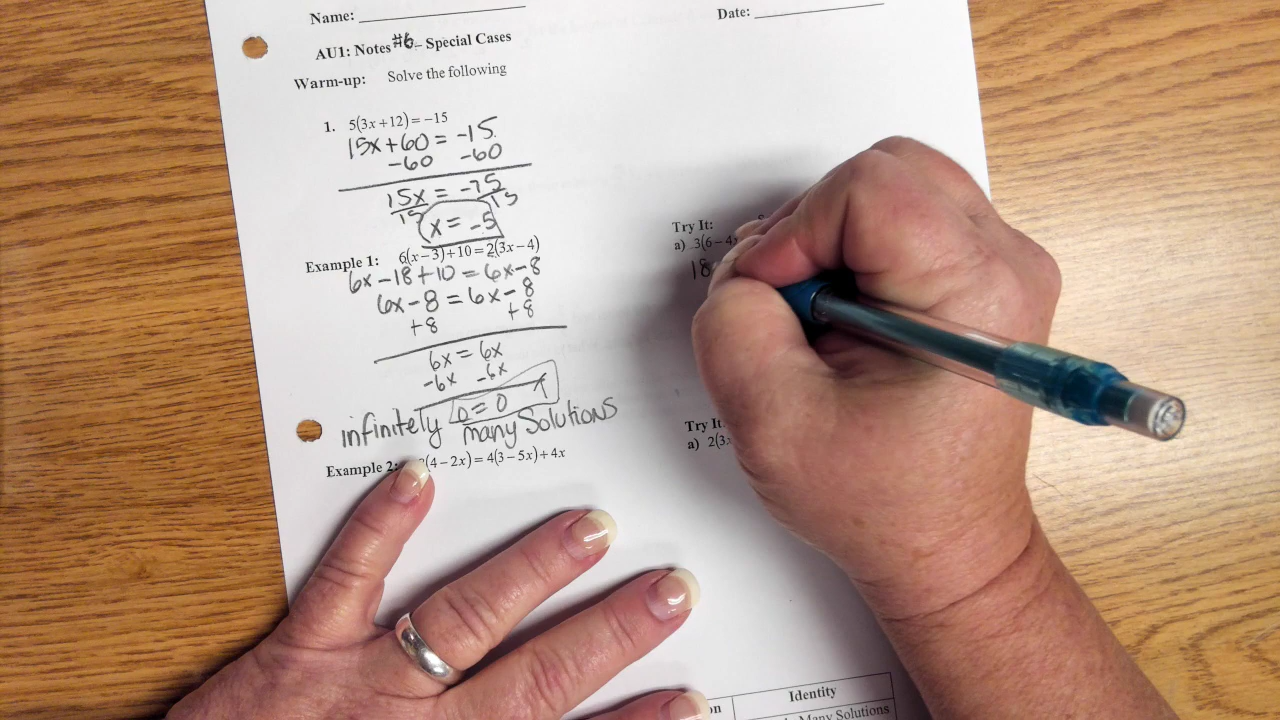 Name:
Date:
AU1: Notes #6 – Special Cases
Warm-up: Solve the following
1. 5(3x+12) = −15
15x+60 = -15
-60 -60
15x = -75
15 15
x = -5
Example 1: 6(x−3)+10 = 2(3x−4)
6x-18+10 = 6x-8
6x-8 = 6x-8
+8 +8
6x = 6x
-6x -6x
0 = 0
infinitely many Solutions
Example 2: (4−2x) = 4(3−5x)+4x
Try It:
a) 3(6−4x
18
Try It
a) 2(3x
Identity
Many Solutions